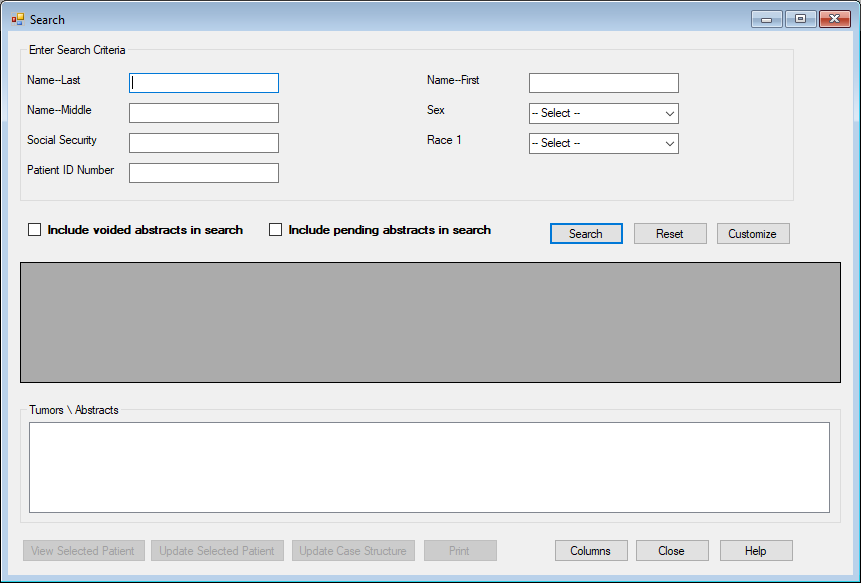 Search
Enter Search Criteria
Name--Last
Name--First
Name--Middle
Sex
-- Select --
Social Security
Race 1
-- Select --
Patient ID Number
Include voided abstracts in search
Include pending abstracts in search
Search
Reset
Customize
Tumors \ Abstracts
View Selected Patient
Update Selected Patient
Update Case Structure
Print
Columns
Close
Help